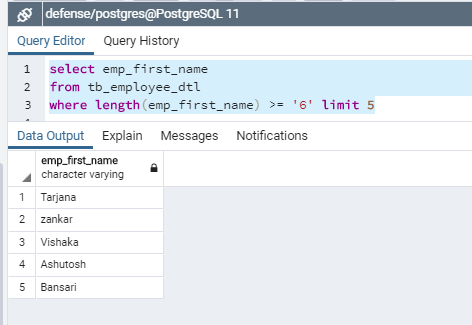 defense/postgres@PostgreSQL 11
Query Editor Query History
1 select emp_first_name
2 from tb_employee_dtl
3 where length(emp_first_name) >= '6' limit 5
Data Output Explain Messages Notifications
emp_first_name
character varying
1 Tarjana
2 zankar
3 Vishaka
4 Ashutosh
5 Bansari